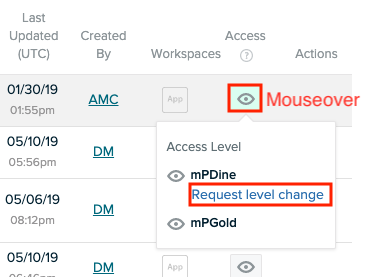 Last
Updated
(UTC)
Created
By
Workspaces
Access
?
Actions
01/30/19
01:55pm
AMC
App
Mouseover
05/10/19
05:56pm
DM
Access Level
mPDine
Request level change
mPGold
05/06/19
08:12pm
DM
05/10/19
DM
App